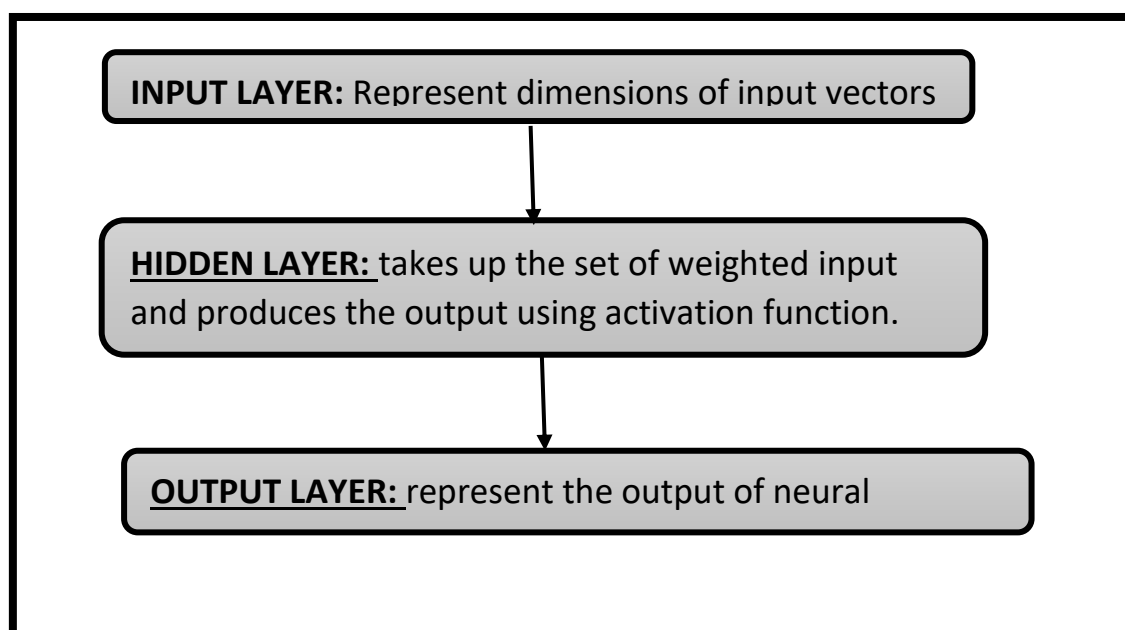 INPUT LAYER: Represent dimensions of input vectors
HIDDEN LAYER: takes up the set of weighted input
and produces the output using activation function.
OUTPUT LAYER: represent the output of neural